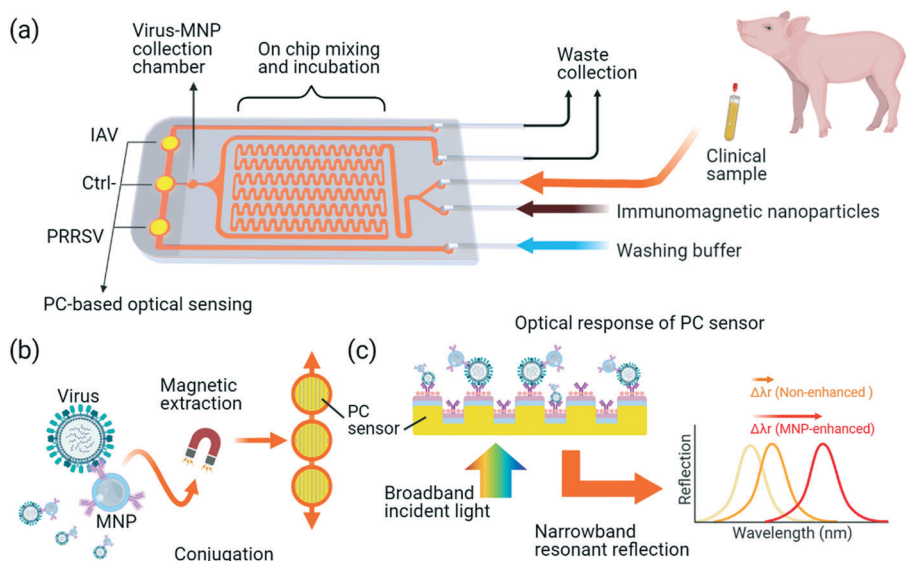 (a)
Virus-MNP
collection
chamber
On chip mixing
and incubation
Waste
collection
IAV
Ctrl-
PRRSV
PC-based optical sensing
Clinical
sample
Immunomagnetic nanoparticles
Washing buffer
(b)
Virus
Magnetic
extraction
PC
sensor
MNP
Conjugation
(c)
Optical response of PC sensor
Δλr (Non-enhanced )
Δλr (MNP-enhanced)
Broadband
incident light
Narrowband
resonant reflection
Reflection
Wavelength (nm)